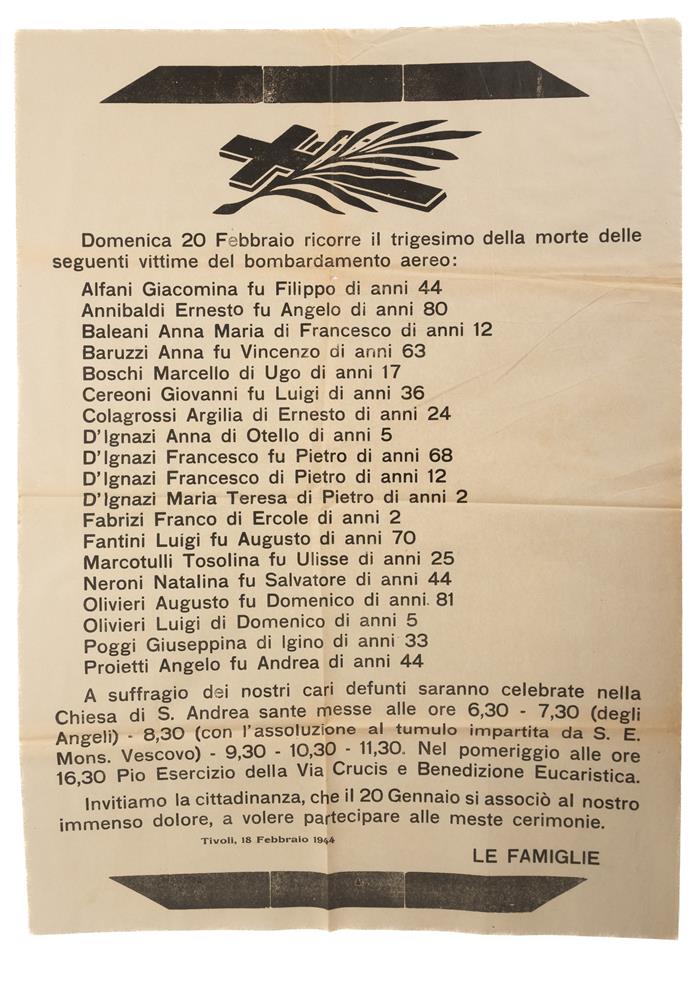 Domenica 20 Febbraio ricorre il trigesimo della morte delle
seguenti vittime del bombardamento aereo:
Alfani Giacomina fu Filippo di anni 44
Annibaldi Ernesto fu Angelo di anni 80
Baleani Anna Maria di Francesco di anni 12
Baruzzi Anna fu Vincenzo di anni 63
Boschi Marcello di Ugo di anni 17
Cereoni Giovanni fu Luigi di anni 36
Colagrossi Argilia di Ernesto di anni 24
D'Ignazi Anna di Otello di anni 5
D'Ignazi Francesco fu Pietro di anni 68
D'Ignazi Francesco di Pietro di anni 12
D'Ignazi Maria Teresa di Pietro di anni 2
Fabrizi Franco di Ercole di anni 2
Fantini Luigi fu Augusto di anni 70
Marcotulli Tosolina fu Ulisse di anni 25
Neroni Natalina fu Salvatore di anni 44
Olivieri Augusto fu Domenico di anni. 81
Olivieri Luigi di Domenico di anni 5
Poggi Giuseppina di Igino di anni 33
Proietti Angelo fu Andrea di anni 44
A suffragio dei nostri cari defunti saranno celebrate nella
Chiesa di S. Andrea sante messe alle ore 6,30 - 7,30 (degli
Angeli) - 8,30 (con l'assoluzione al tumulo impartita da S. E.
Mons. Vescovo) - 9,30 - 10,30 - 11,30. Nel pomeriggio alle ore
16,30 Pio Esercizio della Via Crucis e Benedizione Eucaristica.
Invitiamo la cittadinanza, che il 20 Gennaio si associò al nostro
immenso dolore, a volere partecipare alle meste cerimonie.
Tivoli, 18 Febbraio 1944
LE FAMIGLIE